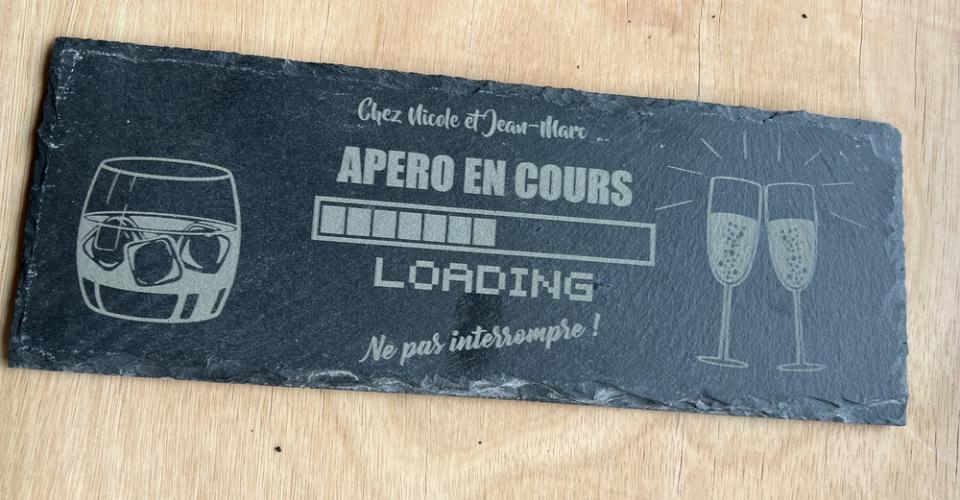 Chez Nicole et Jean-Marc ...
APERO EN COURS
LOADING
Ne pas interrompre !